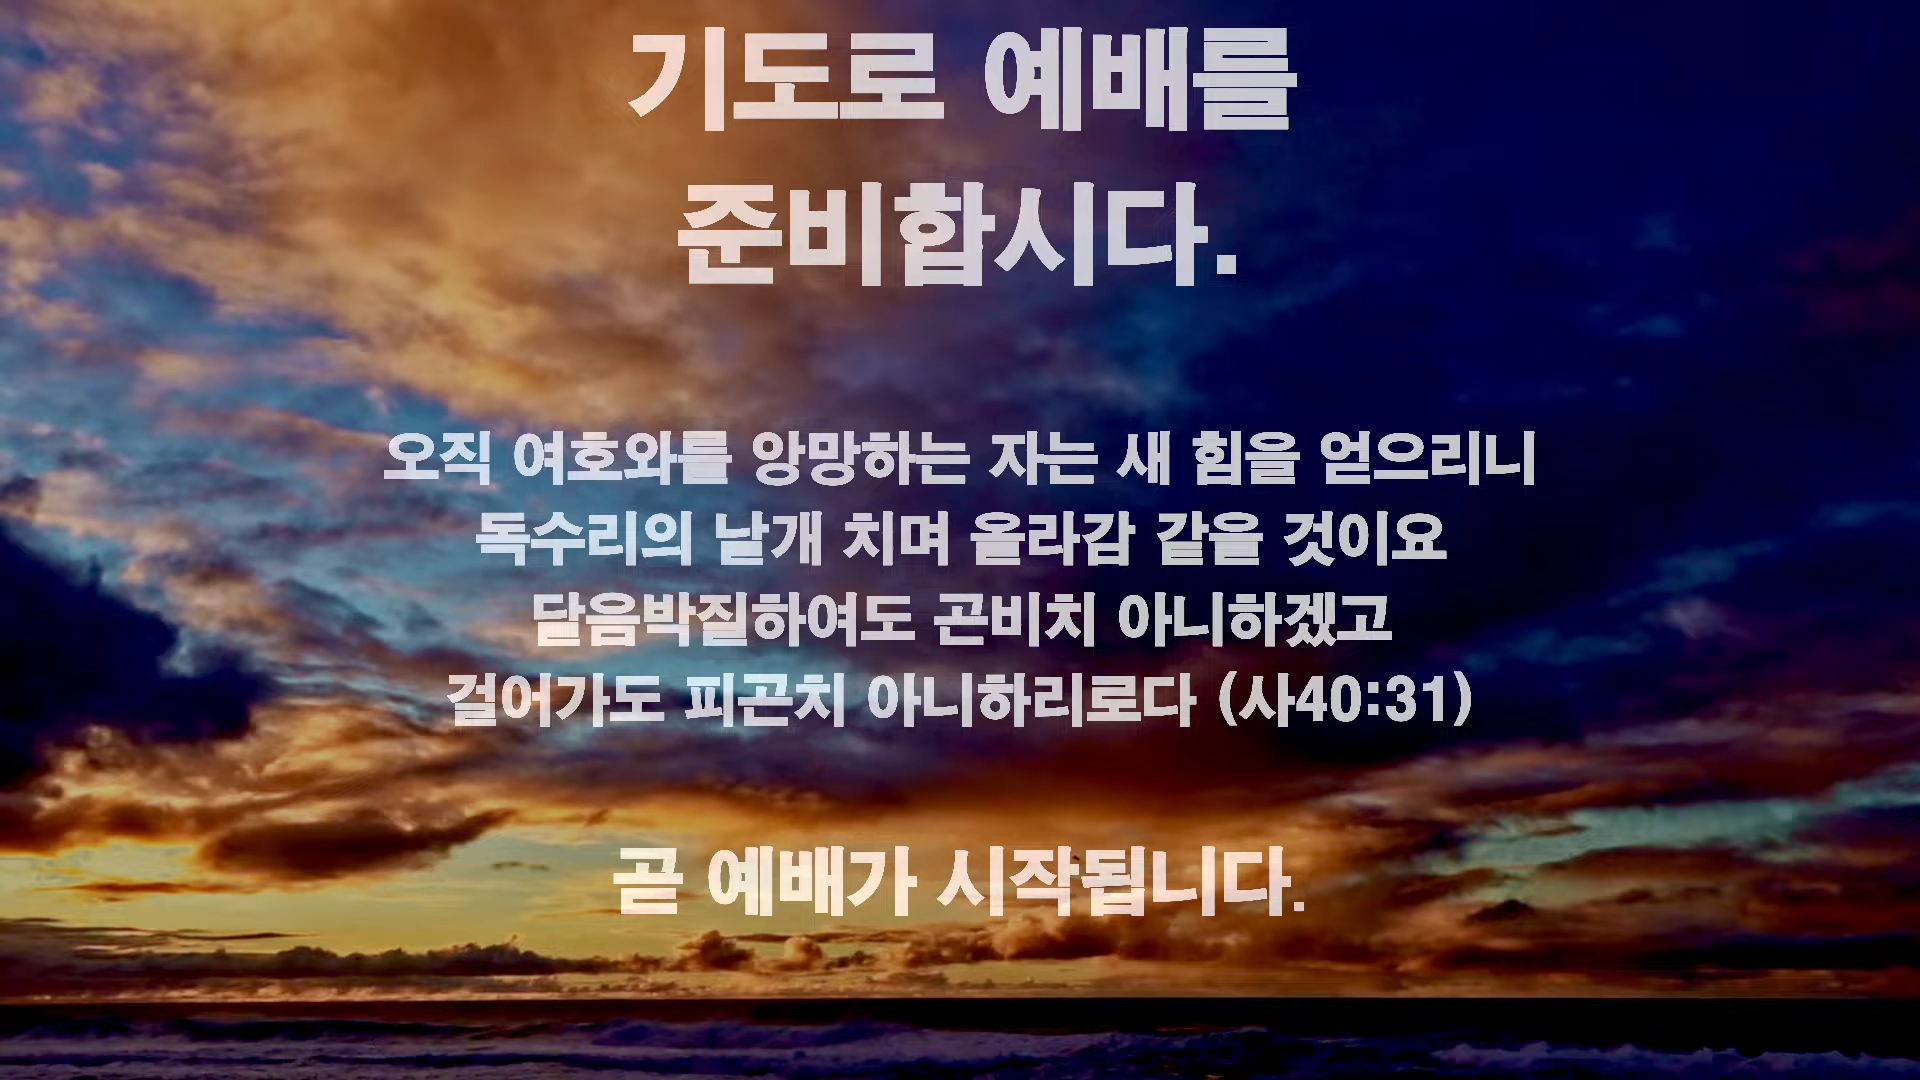 기도로 예배를
준비합시다.
오직 여호와를 앙망하는 자는 새 힘을 얻으리니
독수리의 날개 치며 올라감 같을 것이요
달음박질하여도 곤비치 아니하겠고
걸어가도 피곤치 아니하리로다 (사40:31)
곧 예배가 시작됩니다.